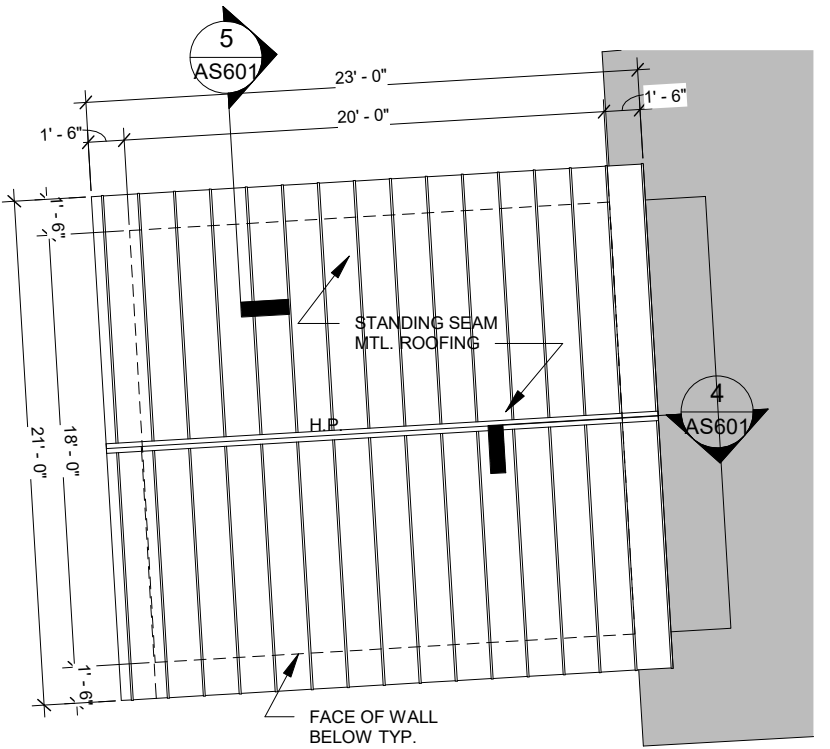 5
AS601
23' - 0"
20' - 0"
1' - 6"
1' - 6"
1' - 6"
STANDING SEAM
MTL. ROOFING
H.P.
4
AS601
21' - 0"
18' - 0"
1' - 6"
FACE OF WALL
BELOW TYP.